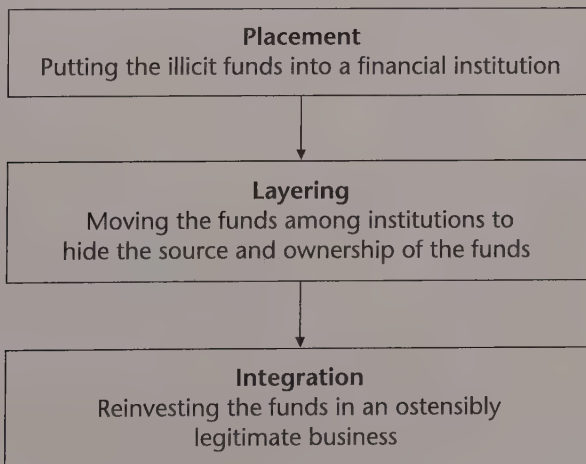 Placement
Putting the illicit funds into a financial institution
Layering
Moving the funds among institutions to
hide the source and ownership of the funds
Integration
Reinvesting the funds in an ostensibly
legitimate business